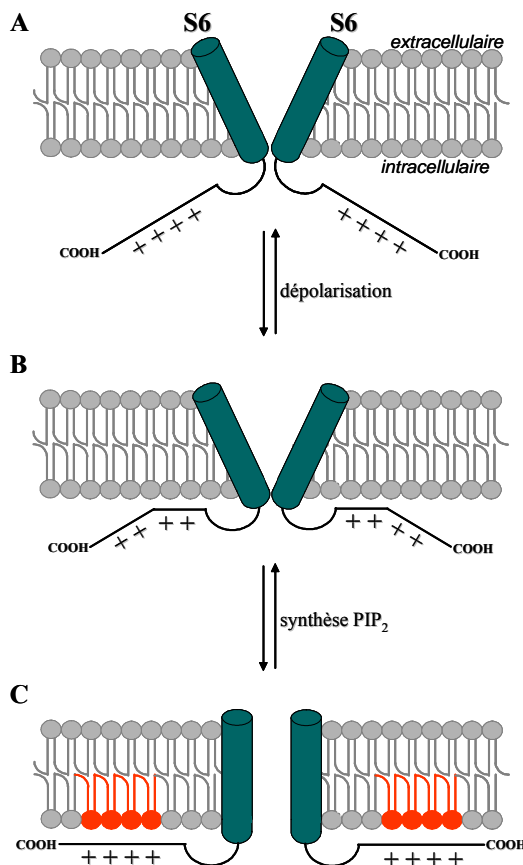 A
S6 S6
extracellulaire
intracellulaire
+ + + + + + + +
COOH COOH
dépolarisation
B
+ + + + + + + +
COOH COOH
synthèse PIP₂
C
COOH COOH
+ + + + + + + +